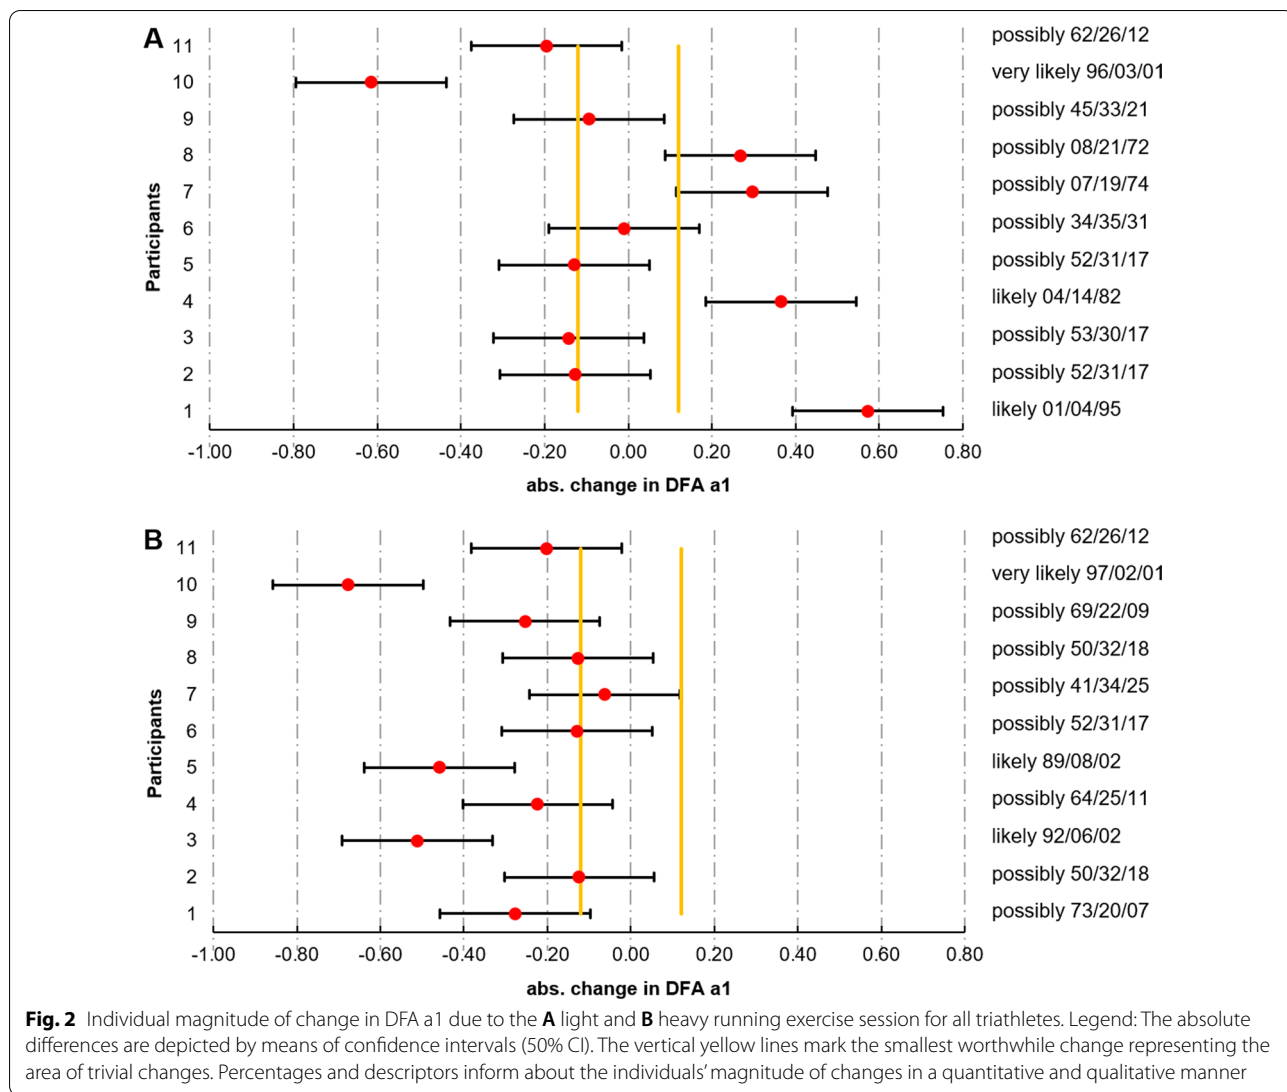 A
11 possibly 62/26/12
10 very likely 96/03/01
9 possibly 45/33/21
8 possibly 08/21/72
7 possibly 07/19/74
6 possibly 34/35/31
5 possibly 52/31/17
4 likely 04/14/82
3 possibly 53/30/17
2 possibly 52/31/17
1 likely 01/04/95
Participants
-1.00 -0.80 -0.60 -0.40 -0.20 0.00 0.20 0.40 0.60 0.80
abs. change in DFA a1
B
11 possibly 62/26/12
10 very likely 97/02/01
9 possibly 69/22/09
8 possibly 50/32/18
7 possibly 41/34/25
6 possibly 52/31/17
5 likely 89/08/02
4 possibly 64/25/11
3 likely 92/06/02
2 possibly 50/32/18
1 possibly 73/20/07
Participants
-1.00 -0.80 -0.60 -0.40 -0.20 0.00 0.20 0.40 0.60 0.80
abs. change in DFA a1
Fig. 2 Individual magnitude of change in DFA a1 due to the A light and B heavy running exercise session for all triathletes. Legend: The absolute
differences are depicted by means of confidence intervals (50% CI). The vertical yellow lines mark the smallest worthwhile change representing the
area of trivial changes. Percentages and descriptors inform about the individuals' magnitude of changes in a quantitative and qualitative manner